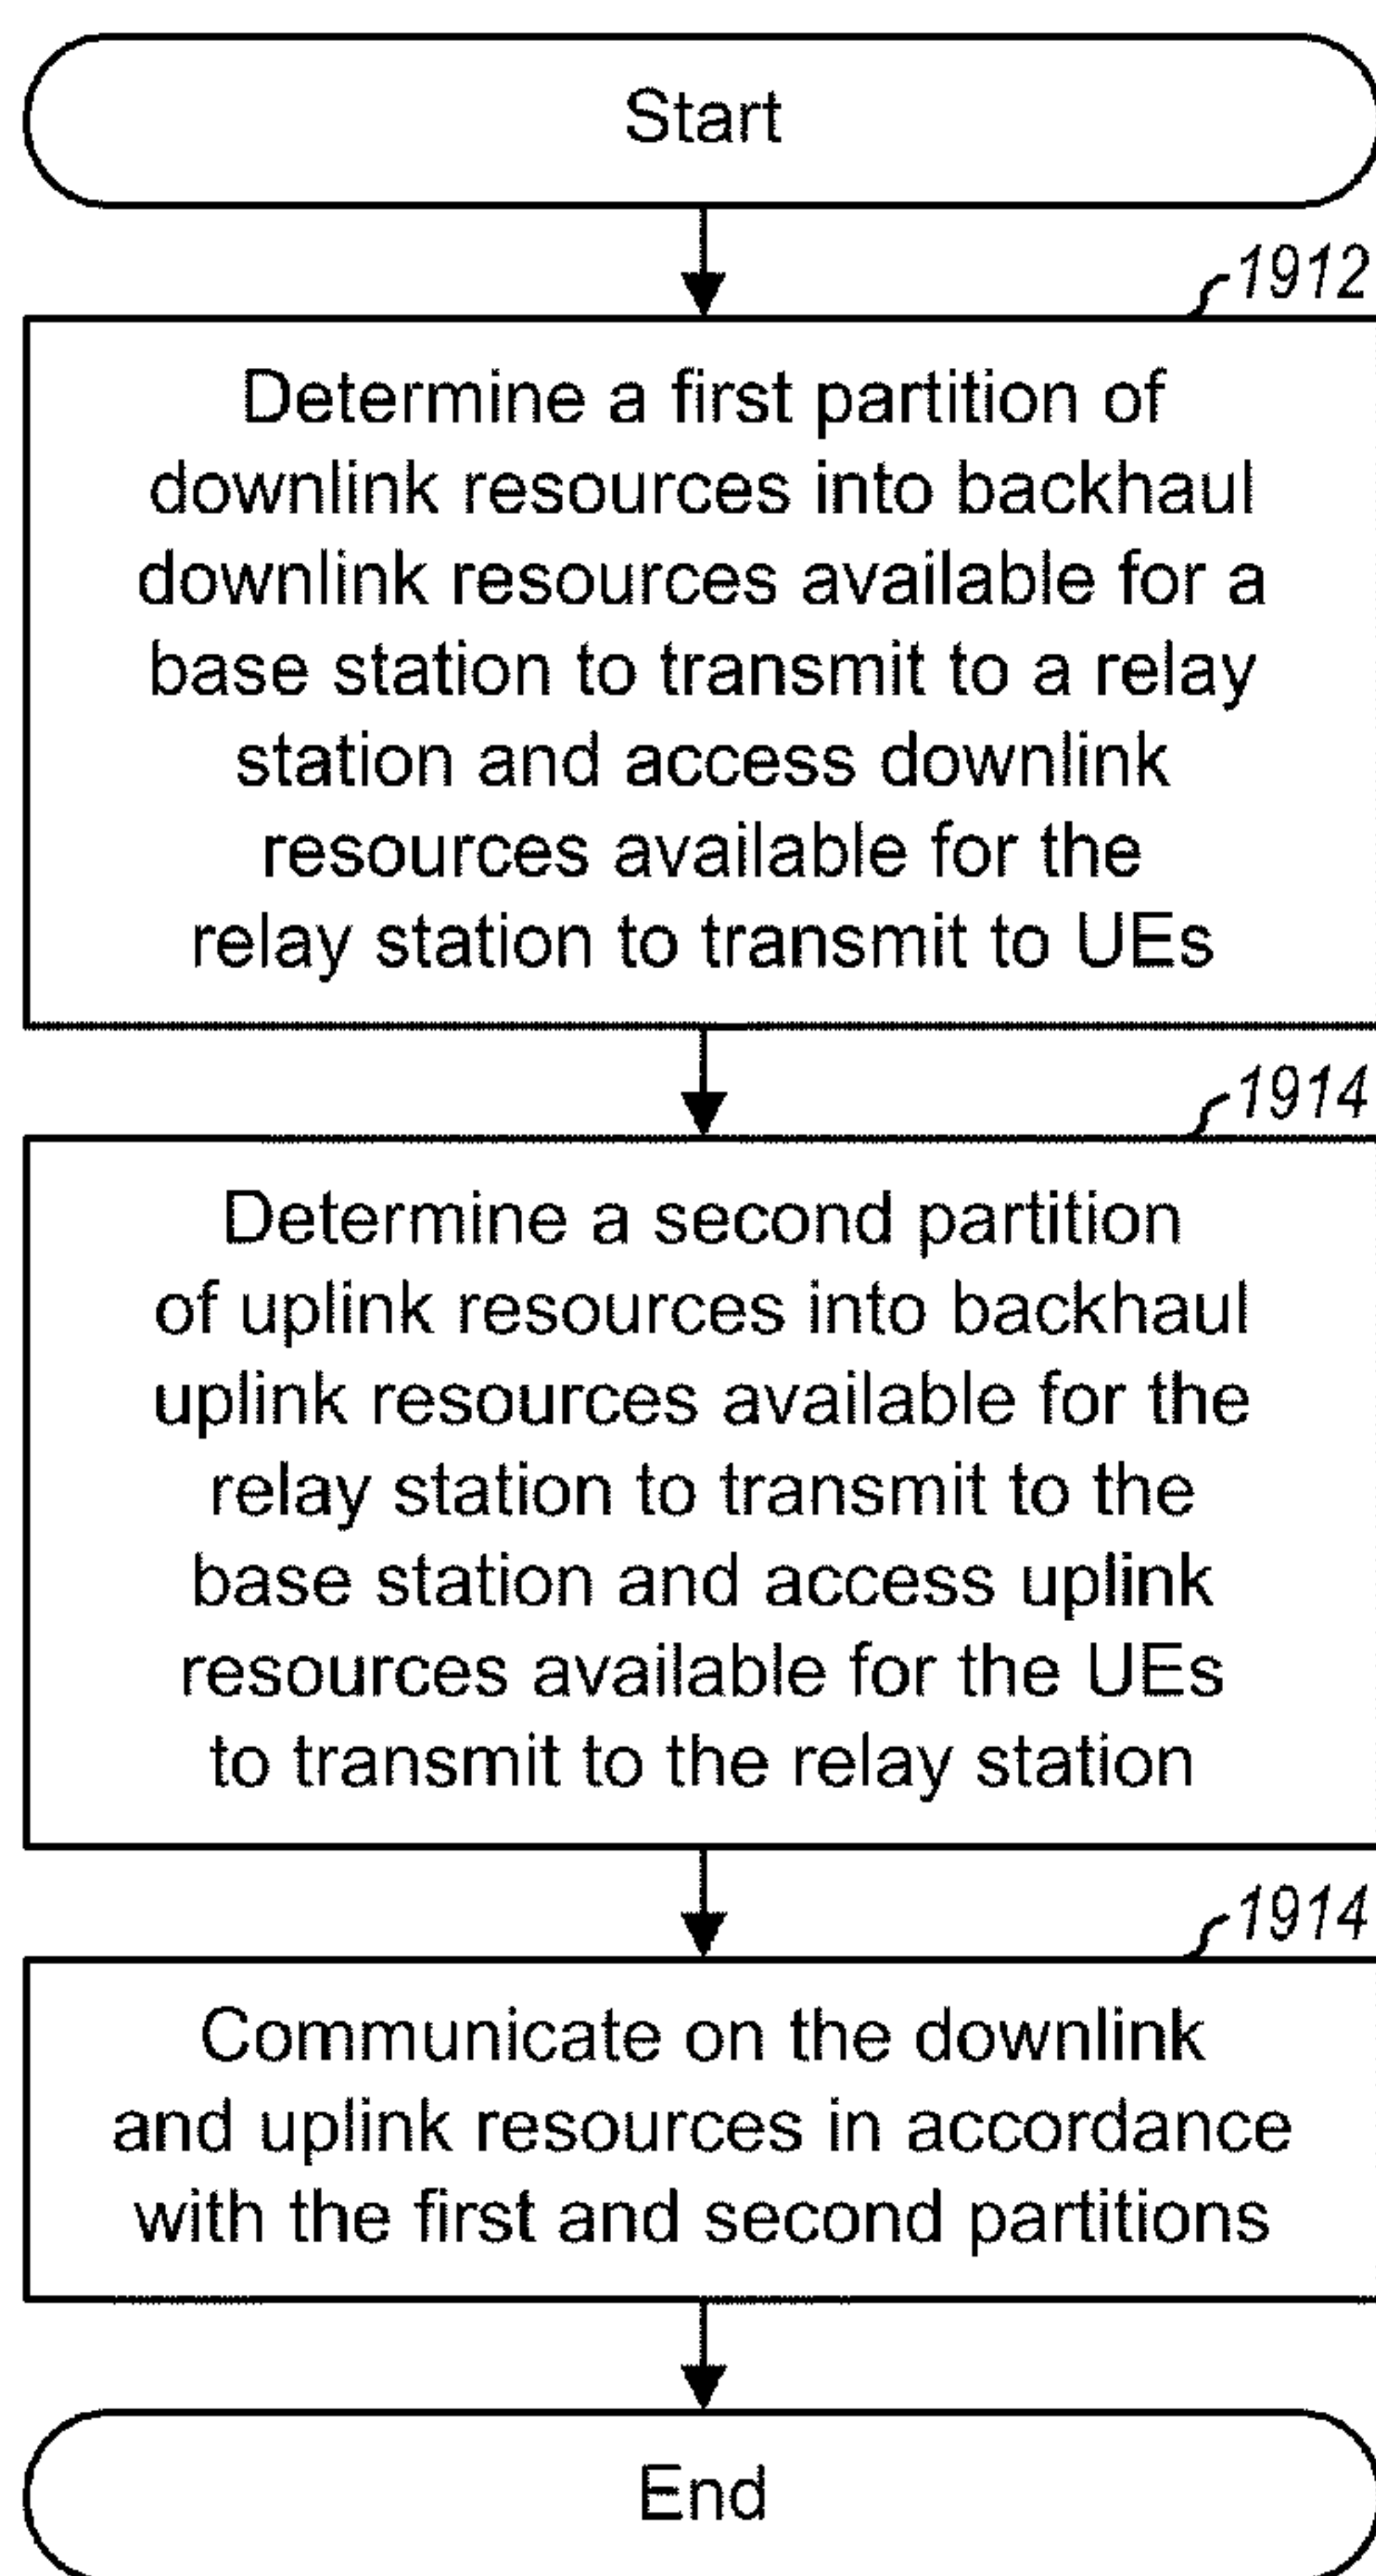 Start
1912
Determine a first partition of
downlink resources into backhaul
downlink resources available for a
base station to transmit to a relay
station and access downlink
resources available for the
relay station to transmit to UEs
1914
Determine a second partition
of uplink resources into backhaul
uplink resources available for the
relay station to transmit to the
base station and access uplink
resources available for the UEs
to transmit to the relay station
1914
Communicate on the downlink
and uplink resources in accordance
with the first and second partitions
End